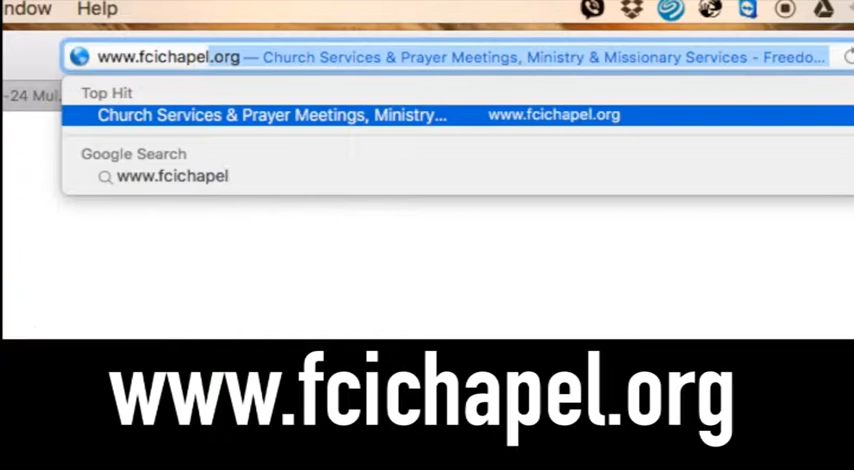 ndow Help
www.fcichapel.org — Church Services & Prayer Meetings, Ministry & Missionary Services - Freedo...
-24 Mul.
Top Hit
Church Services & Prayer Meetings, Ministry... www.fcichapel.org
Google Search
www.fcichapel
www.fcichapel.org